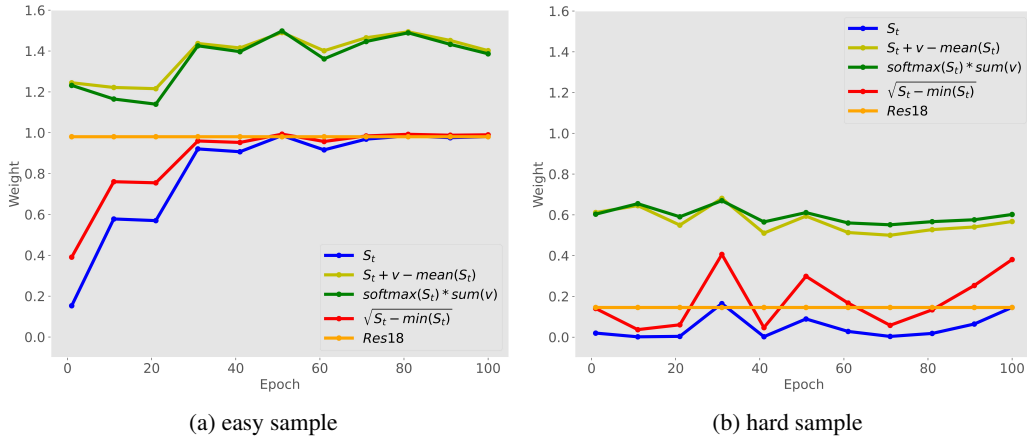 1.6
1.4
1.2
1.0
0.8
0.6
0.4
0.2
0.0
Weight
0 20 40 60 80 100
Epoch
S_t
S_t + v − mean(S_t)
softmax(S_t) * sum(v)
√S_t − min(S_t)
Res18
(a) easy sample
1.6
1.4
1.2
1.0
0.8
0.6
0.4
0.2
0.0
Weight
0 20 40 60 80 100
Epoch
S_t
S_t + v − mean(S_t)
softmax(S_t) * sum(v)
√S_t − min(S_t)
Res18
(b) hard sample